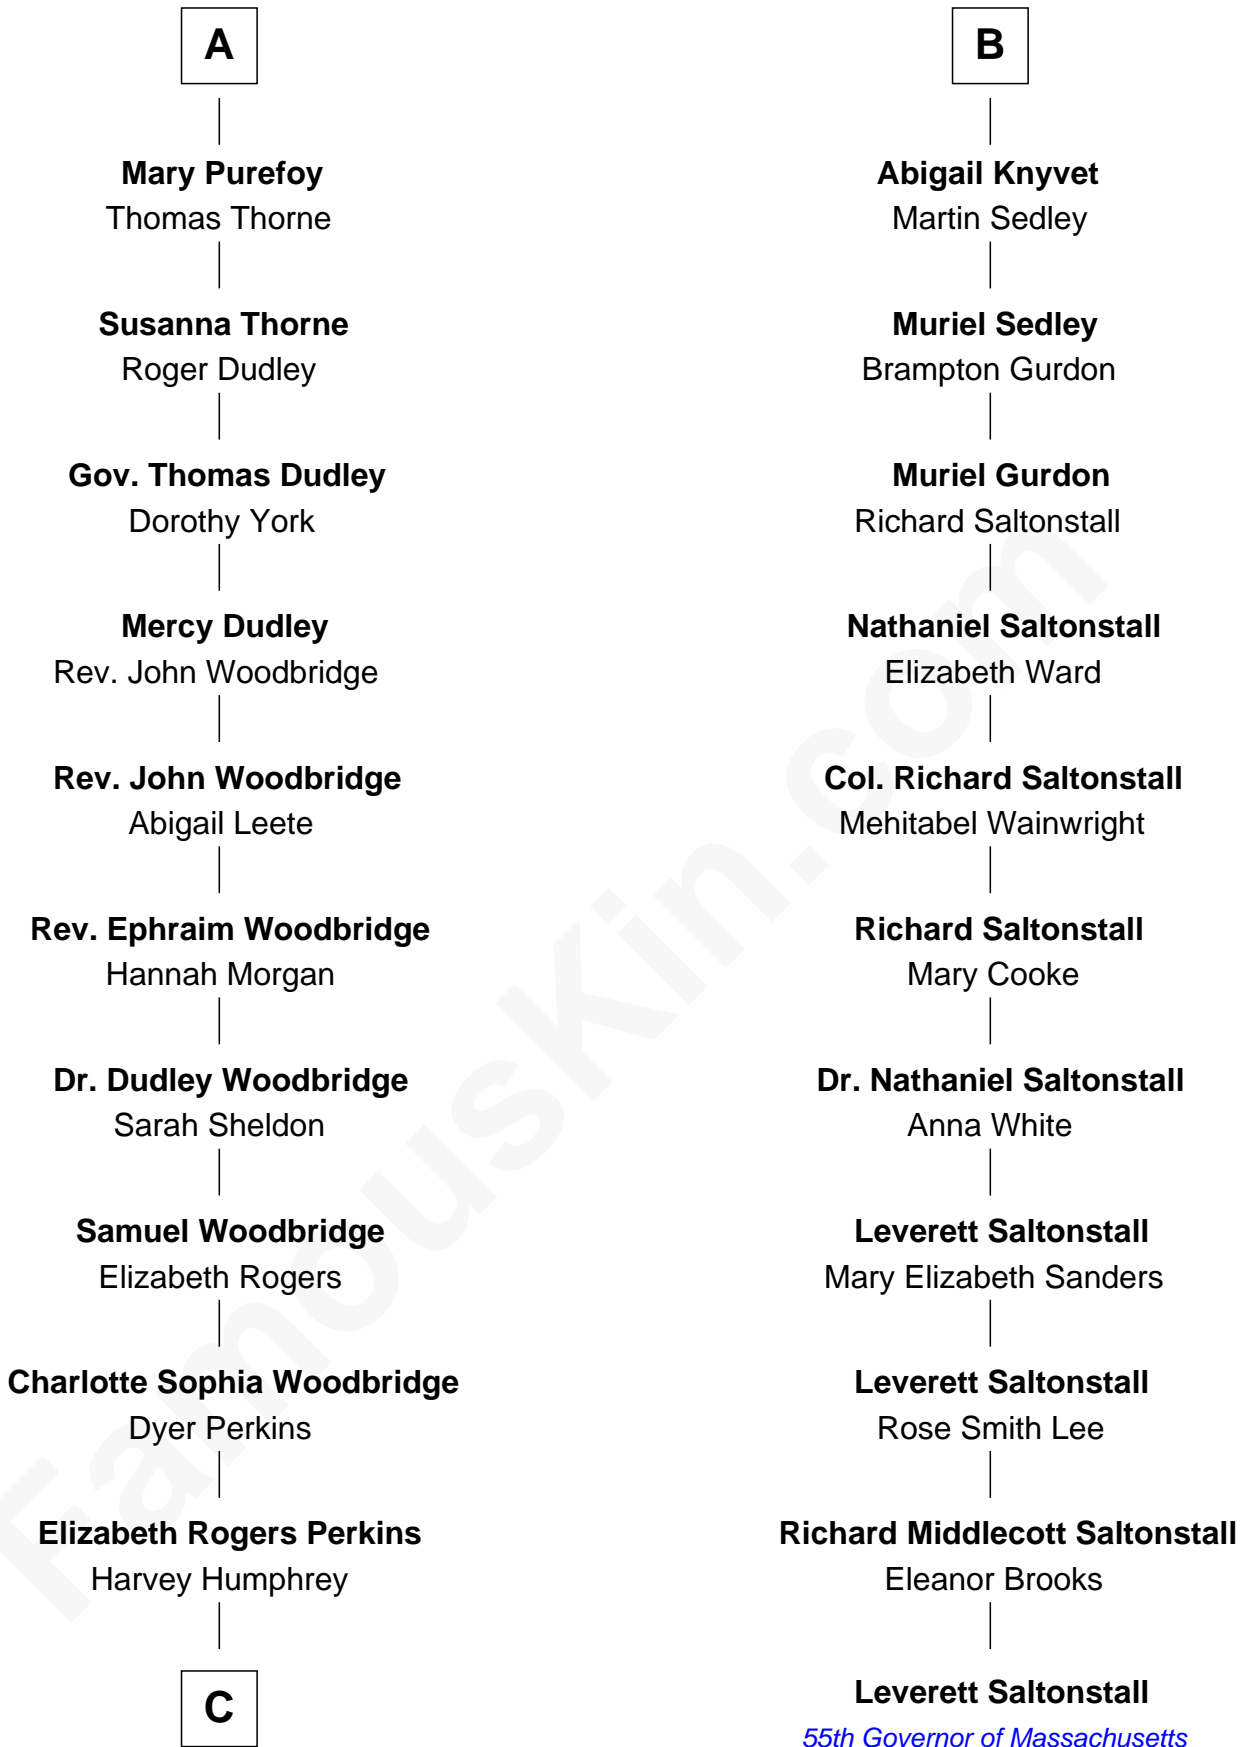 A
Mary Purefoy
Thomas Thorne
Susanna Thorne
Roger Dudley
Gov. Thomas Dudley
Dorothy York
Mercy Dudley
Rev. John Woodbridge
Rev. John Woodbridge
Abigail Leete
Rev. Ephraim Woodbridge
Hannah Morgan
Dr. Dudley Woodbridge
Sarah Sheldon
Samuel Woodbridge
Elizabeth Rogers
Charlotte Sophia Woodbridge
Dyer Perkins
Elizabeth Rogers Perkins
Harvey Humphrey
C
B
Abigail Knyvet
Martin Sedley
Muriel Sedley
Brampton Gurdon
Muriel Gurdon
Richard Saltonstall
Nathaniel Saltonstall
Elizabeth Ward
Col. Richard Saltonstall
Mehitabel Wainwright
Richard Saltonstall
Mary Cooke
Dr. Nathaniel Saltonstall
Anna White
Leverett Saltonstall
Mary Elizabeth Sanders
Leverett Saltonstall
Rose Smith Lee
Richard Middlecott Saltonstall
Eleanor Brooks
Leverett Saltonstall
55th Governor of Massachusetts
FamousKin.com